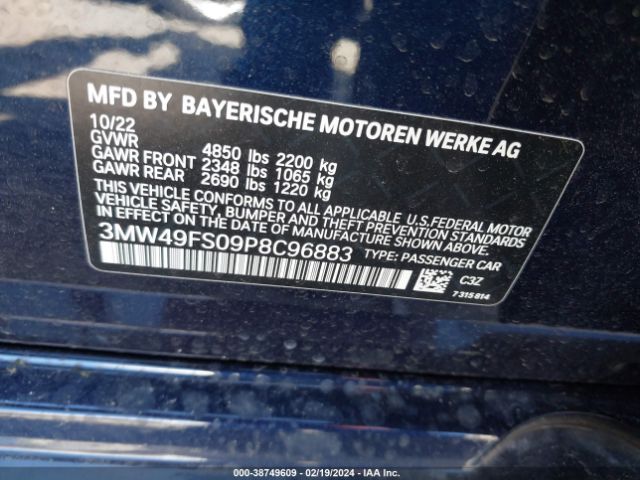 MFD BY BAYERISCHE MOTOREN WERKE AG
10/22
GVWR 4850 lbs 2200 kg
GAWR FRONT 2348 lbs 1065 kg
GAWR REAR 2690 lbs 1220 kg
THIS VEHICLE CONFORMS TO ALL APPLICABLE U.S.FEDERAL MOTOR
VEHICLE SAFETY, BUMPER AND THEFT PREVENTION STANDARDS
IN EFFECT ON THE DATE OF MANUFACTURE SHOWN ABOVE.
3MW49FS09P8C96883 TYPE: PASSENGER CAR
C3Z
7 315 814
000-38749609 - 02/19/2024 - IAA Inc.